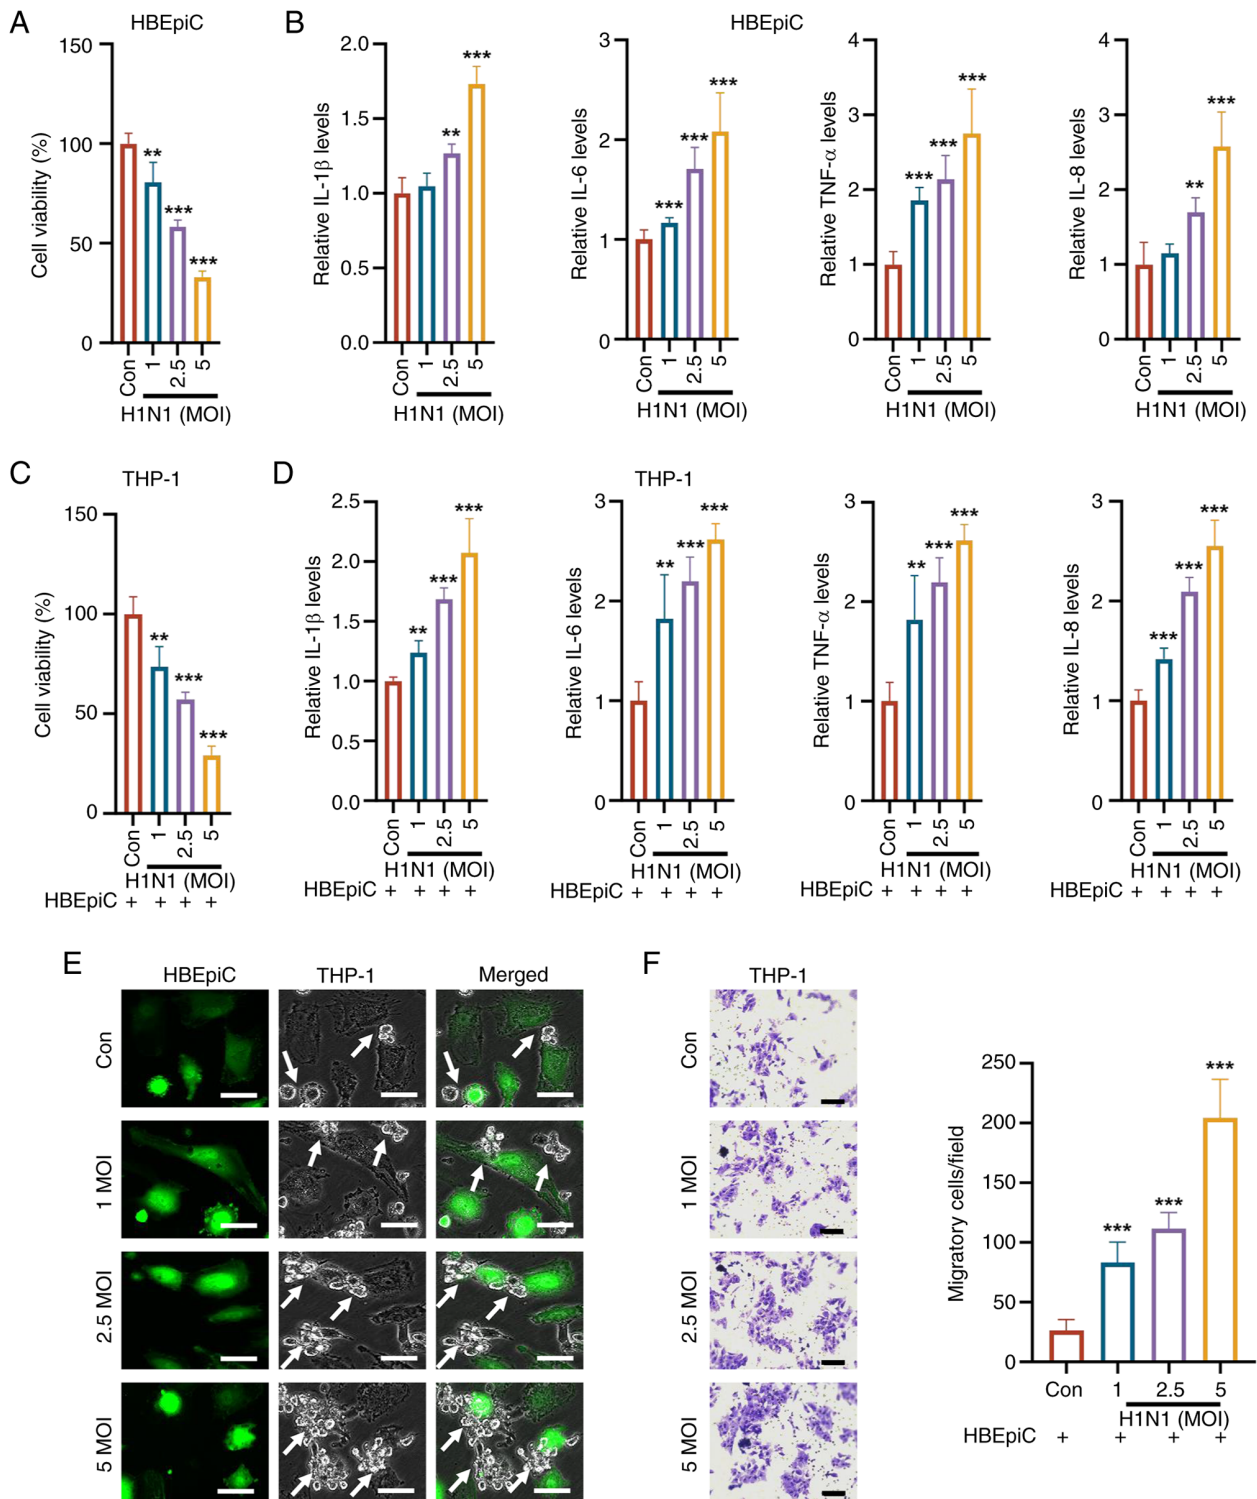 A
HBEpiC
Cell viability (%)
150
100
50
0
**
***
***
Con
1
2.5
5
H1N1 (MOI)
B
HBEpiC
Relative IL-1β levels
2.0
1.5
1.0
0.5
0.0
**
***
Con
1
2.5
5
H1N1 (MOI)
Relative IL-6 levels
3
2
1
0
***
***
***
Con
1
2.5
5
H1N1 (MOI)
Relative TNF-α levels
4
3
2
1
0
***
***
***
Con
1
2.5
5
H1N1 (MOI)
Relative IL-8 levels
4
3
2
1
0
**
***
Con
1
2.5
5
H1N1 (MOI)
C
THP-1
Cell viability (%)
150
100
50
0
**
***
***
Con
1
2.5
5
H1N1 (MOI)
HBEpiC + + + +
D
THP-1
Relative IL-1β levels
2.5
2.0
1.5
1.0
0.5
0.0
**
***
***
Con
1
2.5
5
H1N1 (MOI)
HBEpiC + + + +
Relative IL-6 levels
3
2
1
0
**
***
***
Con
1
2.5
5
H1N1 (MOI)
HBEpiC + + + +
Relative TNF-α levels
3
2
1
0
**
***
***
Con
1
2.5
5
H1N1 (MOI)
HBEpiC + + + +
Relative IL-8 levels
3
2
1
0
***
***
***
Con
1
2.5
5
H1N1 (MOI)
HBEpiC + + + +
E
HBEpiC
THP-1
Merged
Con
1 MOI
2.5 MOI
5 MOI
F
THP-1
Con
1 MOI
2.5 MOI
5 MOI
Migratory cells/field
250
200
150
100
50
0
***
***
***
Con
1
2.5
5
H1N1 (MOI)
HBEpiC + + + +